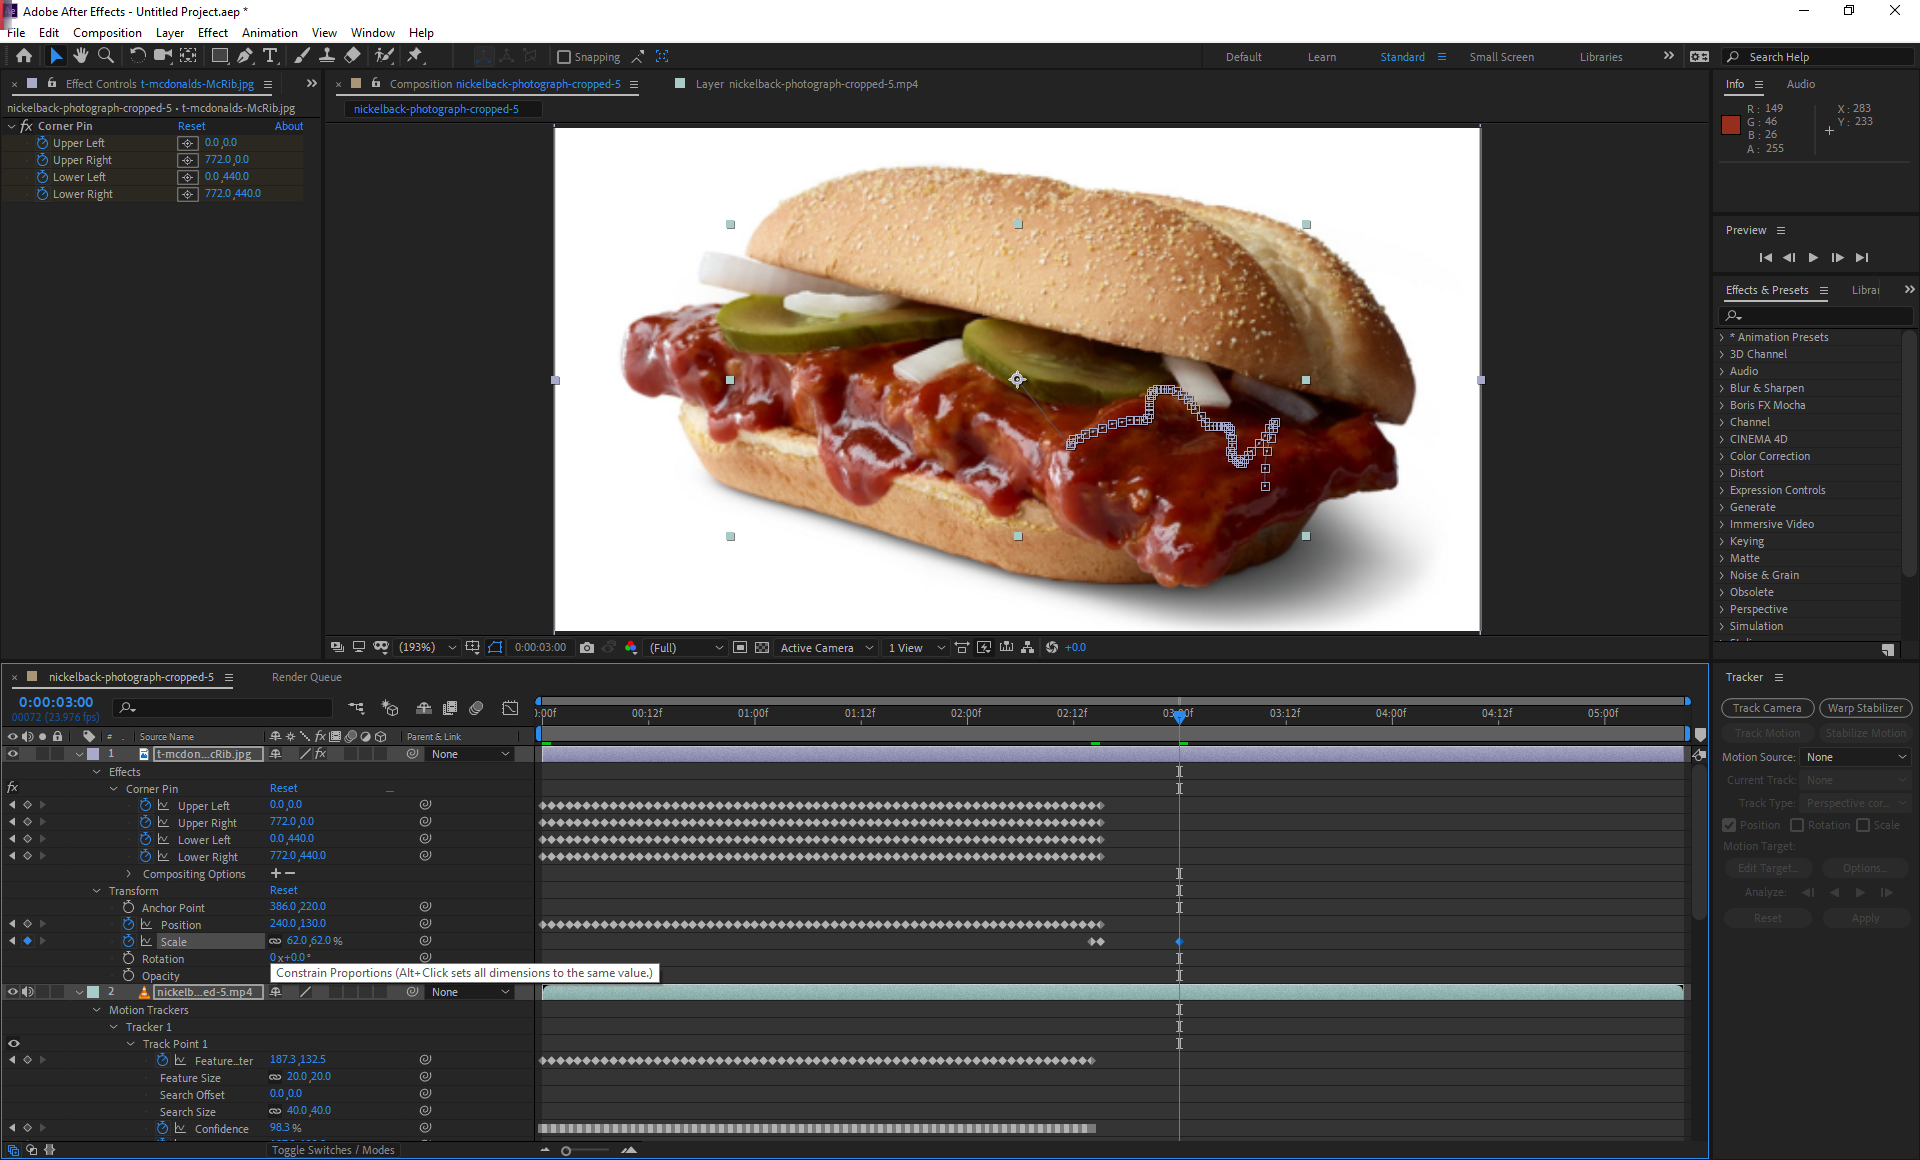 Adobe After Effects - Untitled Project.aep *
File Edit Composition Layer Effect Animation View Window Help
Snapping
Default Learn Standard Small Screen Libraries Search Help
Effect Controls t-mcdonalds-McRib.jpg
nickelback-photograph-cropped-5 • t-mcdonalds-McRib.jpg
fx Corner Pin Reset About
Upper Left 0.0,0.0
Upper Right 772.0,0.0
Lower Left 0.0,440.0
Lower Right 772.0,440.0
Composition nickelback-photograph-cropped-5
Layer nickelback-photograph-cropped-5.mp4
nickelback-photograph-cropped-5
(193%) 0:00:03:00 (Full) Active Camera 1 View +0.0
Info Audio
R: 149 X: 283
G: 46 Y: 233
B: 26
A: 255
Preview
Effects & Presets Librar
* Animation Presets
3D Channel
Audio
Blur & Sharpen
Boris FX Mocha
Channel
CINEMA 4D
Color Correction
Distort
Expression Controls
Generate
Immersive Video
Keying
Matte
Noise & Grain
Obsolete
Perspective
Simulation
nickelback-photograph-cropped-5 Render Queue
0:00:03:00
00072 (23.976 fps)
# . Source Name fx Parent & Link
):00f 00:12f 01:00f 01:12f 02:00f 02:12f 03:00f 03:12f 04:00f 04:12f 05:00f
1 t-mcdon...cRib.jpg fx None
Effects
fx Corner Pin Reset
Upper Left 0.0,0.0
Upper Right 772.0,0.0
Lower Left 0.0,440.0
Lower Right 772.0,440.0
Compositing Options + −
Transform Reset
Anchor Point 386.0,220.0
Position 240.0,130.0
Scale 62.0,62.0 %
Rotation 0x+0.0°
Opacity
Constrain Proportions (Alt+Click sets all dimensions to the same value.)
2 nickelb...ed-5.mp4 None
Motion Trackers
Tracker 1
Track Point 1
Feature...ter 187.3,132.5
Feature Size 20.0,20.0
Search Offset 0.0,0.0
Search Size 40.0,40.0
Confidence 98.3 %
Toggle Switches / Modes
Tracker
Track Camera Warp Stabilizer
Track Motion Stabilize Motion
Motion Source: None
Current Track: None
Track Type: Perspective cor...
Position Rotation Scale
Motion Target:
Edit Target... Options...
Analyze:
Reset Apply